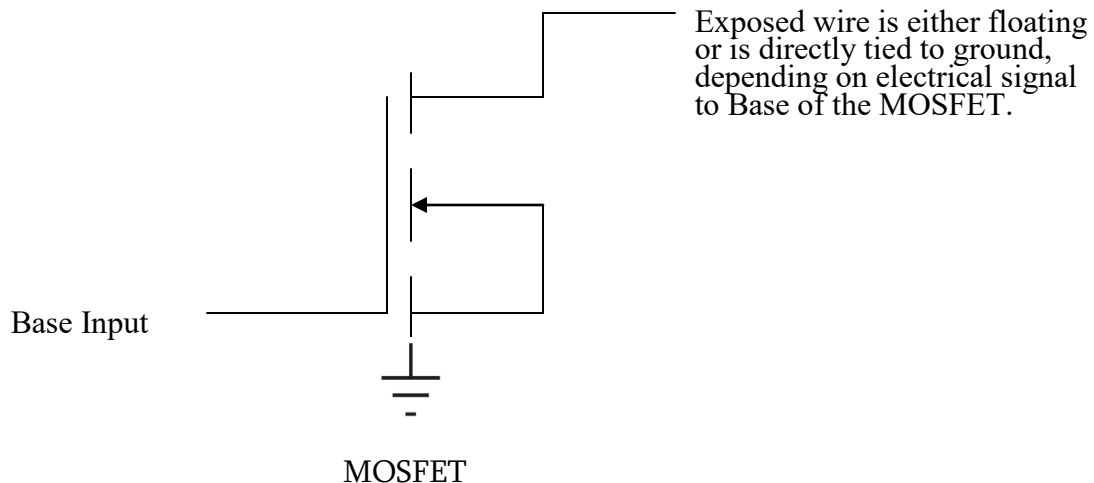 Exposed wire is either floating
or is directly tied to ground,
depending on electrical signal
to Base of the MOSFET.
Base Input
MOSFET